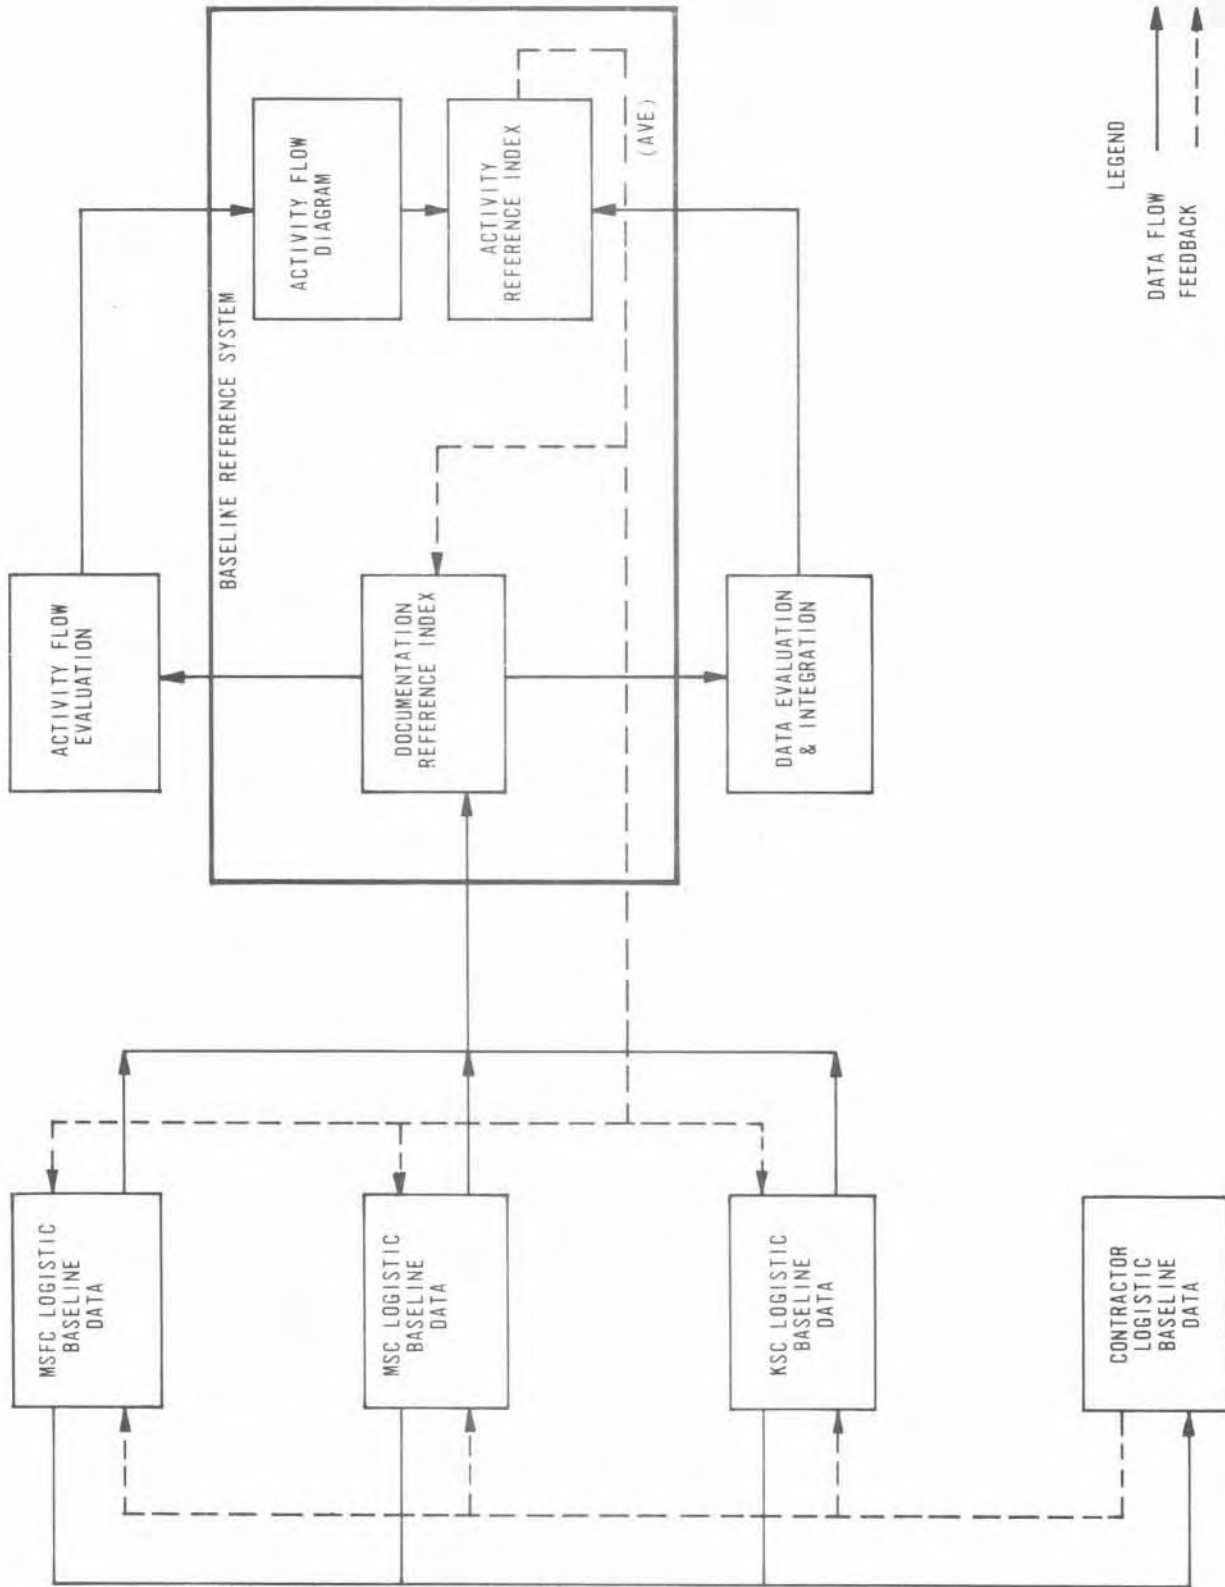 MSFC LOGISTIC
BASELINE
DATA
MSC LOGISTIC
BASELINE
DATA
KSC LOGISTIC
BASELINE
DATA
CONTRACTOR
LOGISTIC
BASELINE
DATA
ACTIVITY FLOW
EVALUATION
BASELINE REFERENCE SYSTEM
DOCUMENTATION
REFERENCE INDEX
ACTIVITY FLOW
DIAGRAM
ACTIVITY
REFERENCE INDEX
(AVE)
DATA EVALUATION
& INTEGRATION
LEGEND
DATA FLOW
FEEDBACK